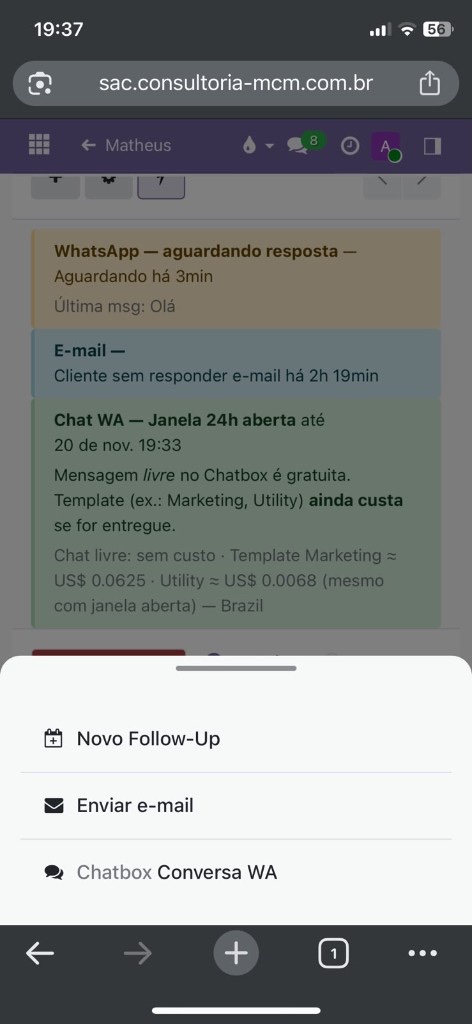 19:37
56
sac.consultoria-mcm.com.br
Matheus
8
A
WhatsApp — aguardando resposta —
Aguardando há 3min
Última msg: Olá
E-mail —
Cliente sem responder e-mail há 2h 19min
Chat WA — Janela 24h aberta até
20 de nov. 19:33
Mensagem livre no Chatbox é gratuita.
Template (ex.: Marketing, Utility) ainda custa
se for entregue.
Chat livre: sem custo · Template Marketing ≈
US$ 0.0625 · Utility ≈ US$ 0.0068 (mesmo
com janela aberta) — Brazil
Novo Follow-Up
Enviar e-mail
Chatbox Conversa WA
1